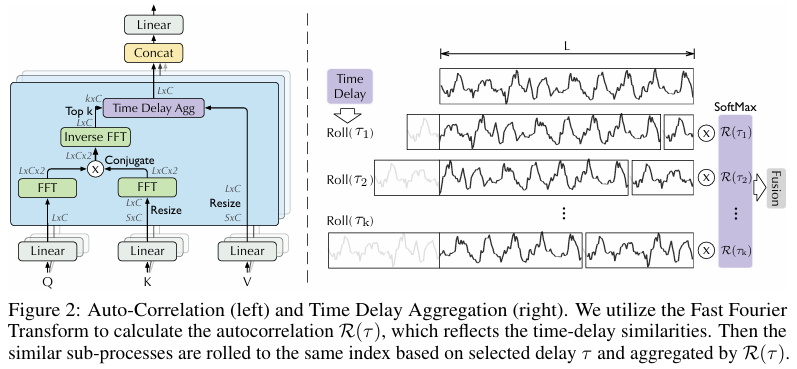 Linear
Concat
LxC
kxC
Top k
Time Delay Agg
LxC
Inverse FFT
LxCx2
Conjugate
LxCx2
X
LxCx2
FFT
FFT
LxC
LxC
Resize
SxC
LxC
Resize
SxC
Linear
Linear
Linear
Q
K
V
L
Time
Delay
SoftMax
Roll(τ₁)
X
R(τ₁)
Roll(τ₂)
X
R(τ₂)
Fusion
⋮
⋮
Roll(τₖ)
X
R(τₖ)
Figure 2: Auto-Correlation (left) and Time Delay Aggregation (right). We utilize the Fast Fourier
Transform to calculate the autocorrelation R(τ), which reflects the time-delay similarities. Then the
similar sub-processes are rolled to the same index based on selected delay τ and aggregated by R(τ).